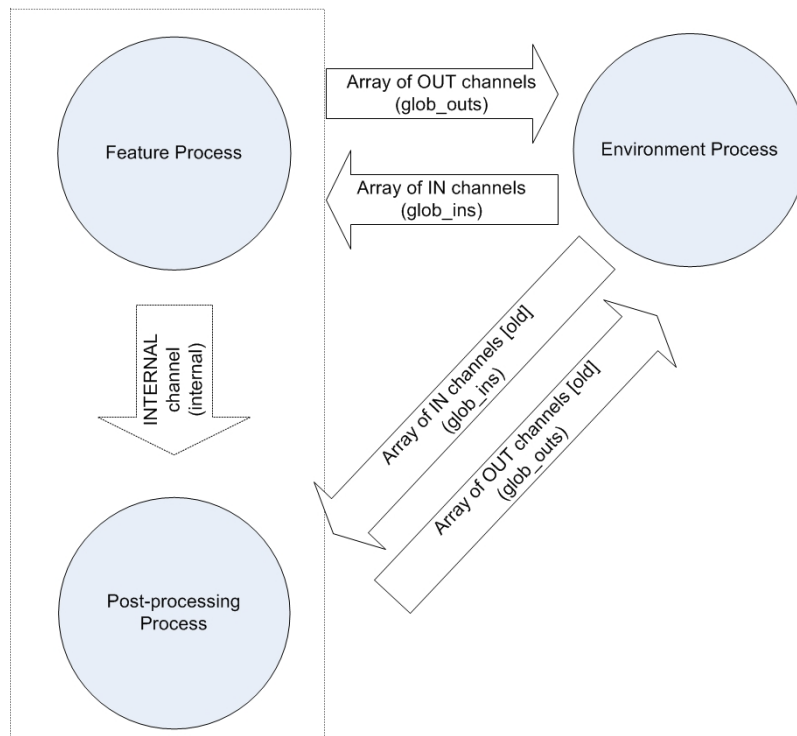 Feature Process
Array of OUT channels
(glob_outs)
Environment Process
Array of IN channels
(glob_ins)
INTERNAL
channel
(internal)
Array of IN channels [old]
(glob_ins)
Array of OUT channels [old]
(glob_outs)
Post-processing
Process